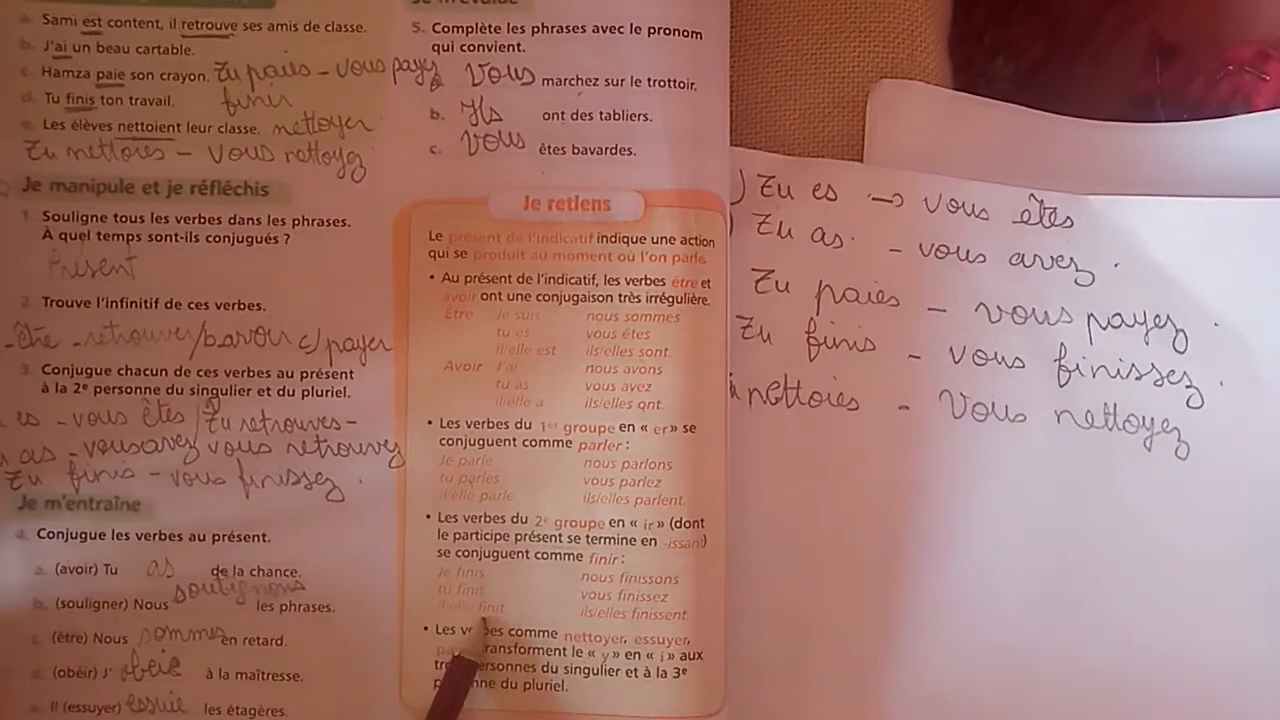 a. Sami est content, il retrouve ses amis de classe.
b. J'ai un beau cartable.
c. Hamza paie son crayon. Tu paies - vous payez
d. Tu finis ton travail. finir
e. Les élèves nettoient leur classe. nettoyer
Tu nettoies - vous nettoyez
Je manipule et je réfléchis
1. Souligne tous les verbes dans les phrases.
À quel temps sont-ils conjugués ?
Présent
2. Trouve l'infinitif de ces verbes.
-être - retrouver/b avoir c/payer
3. Conjugue chacun de ces verbes au présent
à la 2e personne du singulier et du pluriel.
es - vous êtes / Tu retrouves -
as - vous avez vous retrouvez
Tu finis - vous finissez.
Je m'entraîne
4. Conjugue les verbes au présent.
a. (avoir) Tu as de la chance.
b. (souligner) Nous soulignons les phrases.
c. (être) Nous sommes en retard.
d. (obéir) J' obéis à la maîtresse.
e. Il (essuyer) essuie les étagères.
5. Complète les phrases avec le pronom
qui convient.
a. Vous marchez sur le trottoir.
b. Ils ont des tabliers.
c. vous êtes bavardes.
Je retiens
Le présent de l'indicatif indique une action
qui se produit au moment où l'on parle.
• Au présent de l'indicatif, les verbes être et
avoir ont une conjugaison très irrégulière.
Être Je suis nous sommes
tu es vous êtes
il/elle est ils/elles sont
Avoir J'ai nous avons
tu as vous avez
il/elle a ils/elles ont.
• Les verbes du 1er groupe en « er » se
conjuguent comme parler :
Je parle nous parlons
tu parles vous parlez
il/elle parle ils/elles parlent.
• Les verbes du 2e groupe en « ir » (dont
le participe présent se termine en -issant)
se conjuguent comme finir :
Je finis nous finissons
tu finis vous finissez
il/elle finit ils/elles finissent.
• Les verbes comme nettoyer, essuyer,
transforment le « y » en « i » aux
personnes du singulier et à la 3e
du pluriel.
) Tu es → vous êtes
) Tu as. - vous avez.
Tu paies - vous payez.
Tu finis - vous finissez.
nettoies - Vous nettoyez